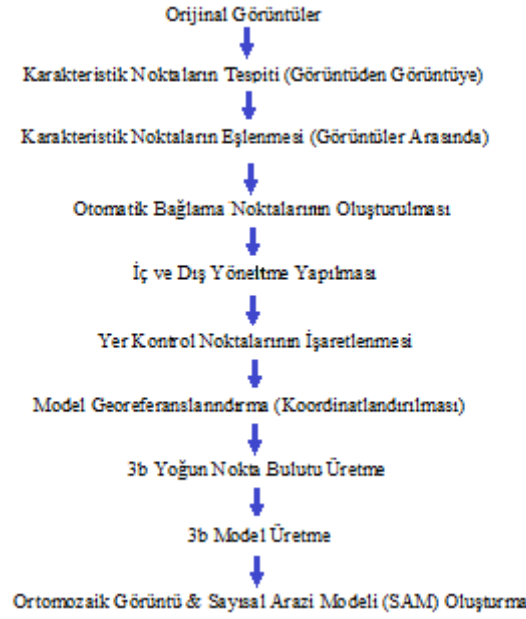 Orijinal Görüntüler
Karakteristik Noktaların Tespiti (Görüntüden Görüntüye)
Karakteristik Noktaların Eşlenmesi (Görüntüler Arasında)
Otomatik Bağlama Noktalarının Oluşturulması
İç ve Dış Yöneltme Yapılması
Yer Kontrol Noktalarının İşaretlenmesi
Model Georeferanslanndırma (Koordinatlandırılması)
3b Yoğun Nokta Bulutu Üretme
3b Model Üretme
Ortomozaik Görüntü & Sayısal Arazi Modeli (SAM) Oluşturma